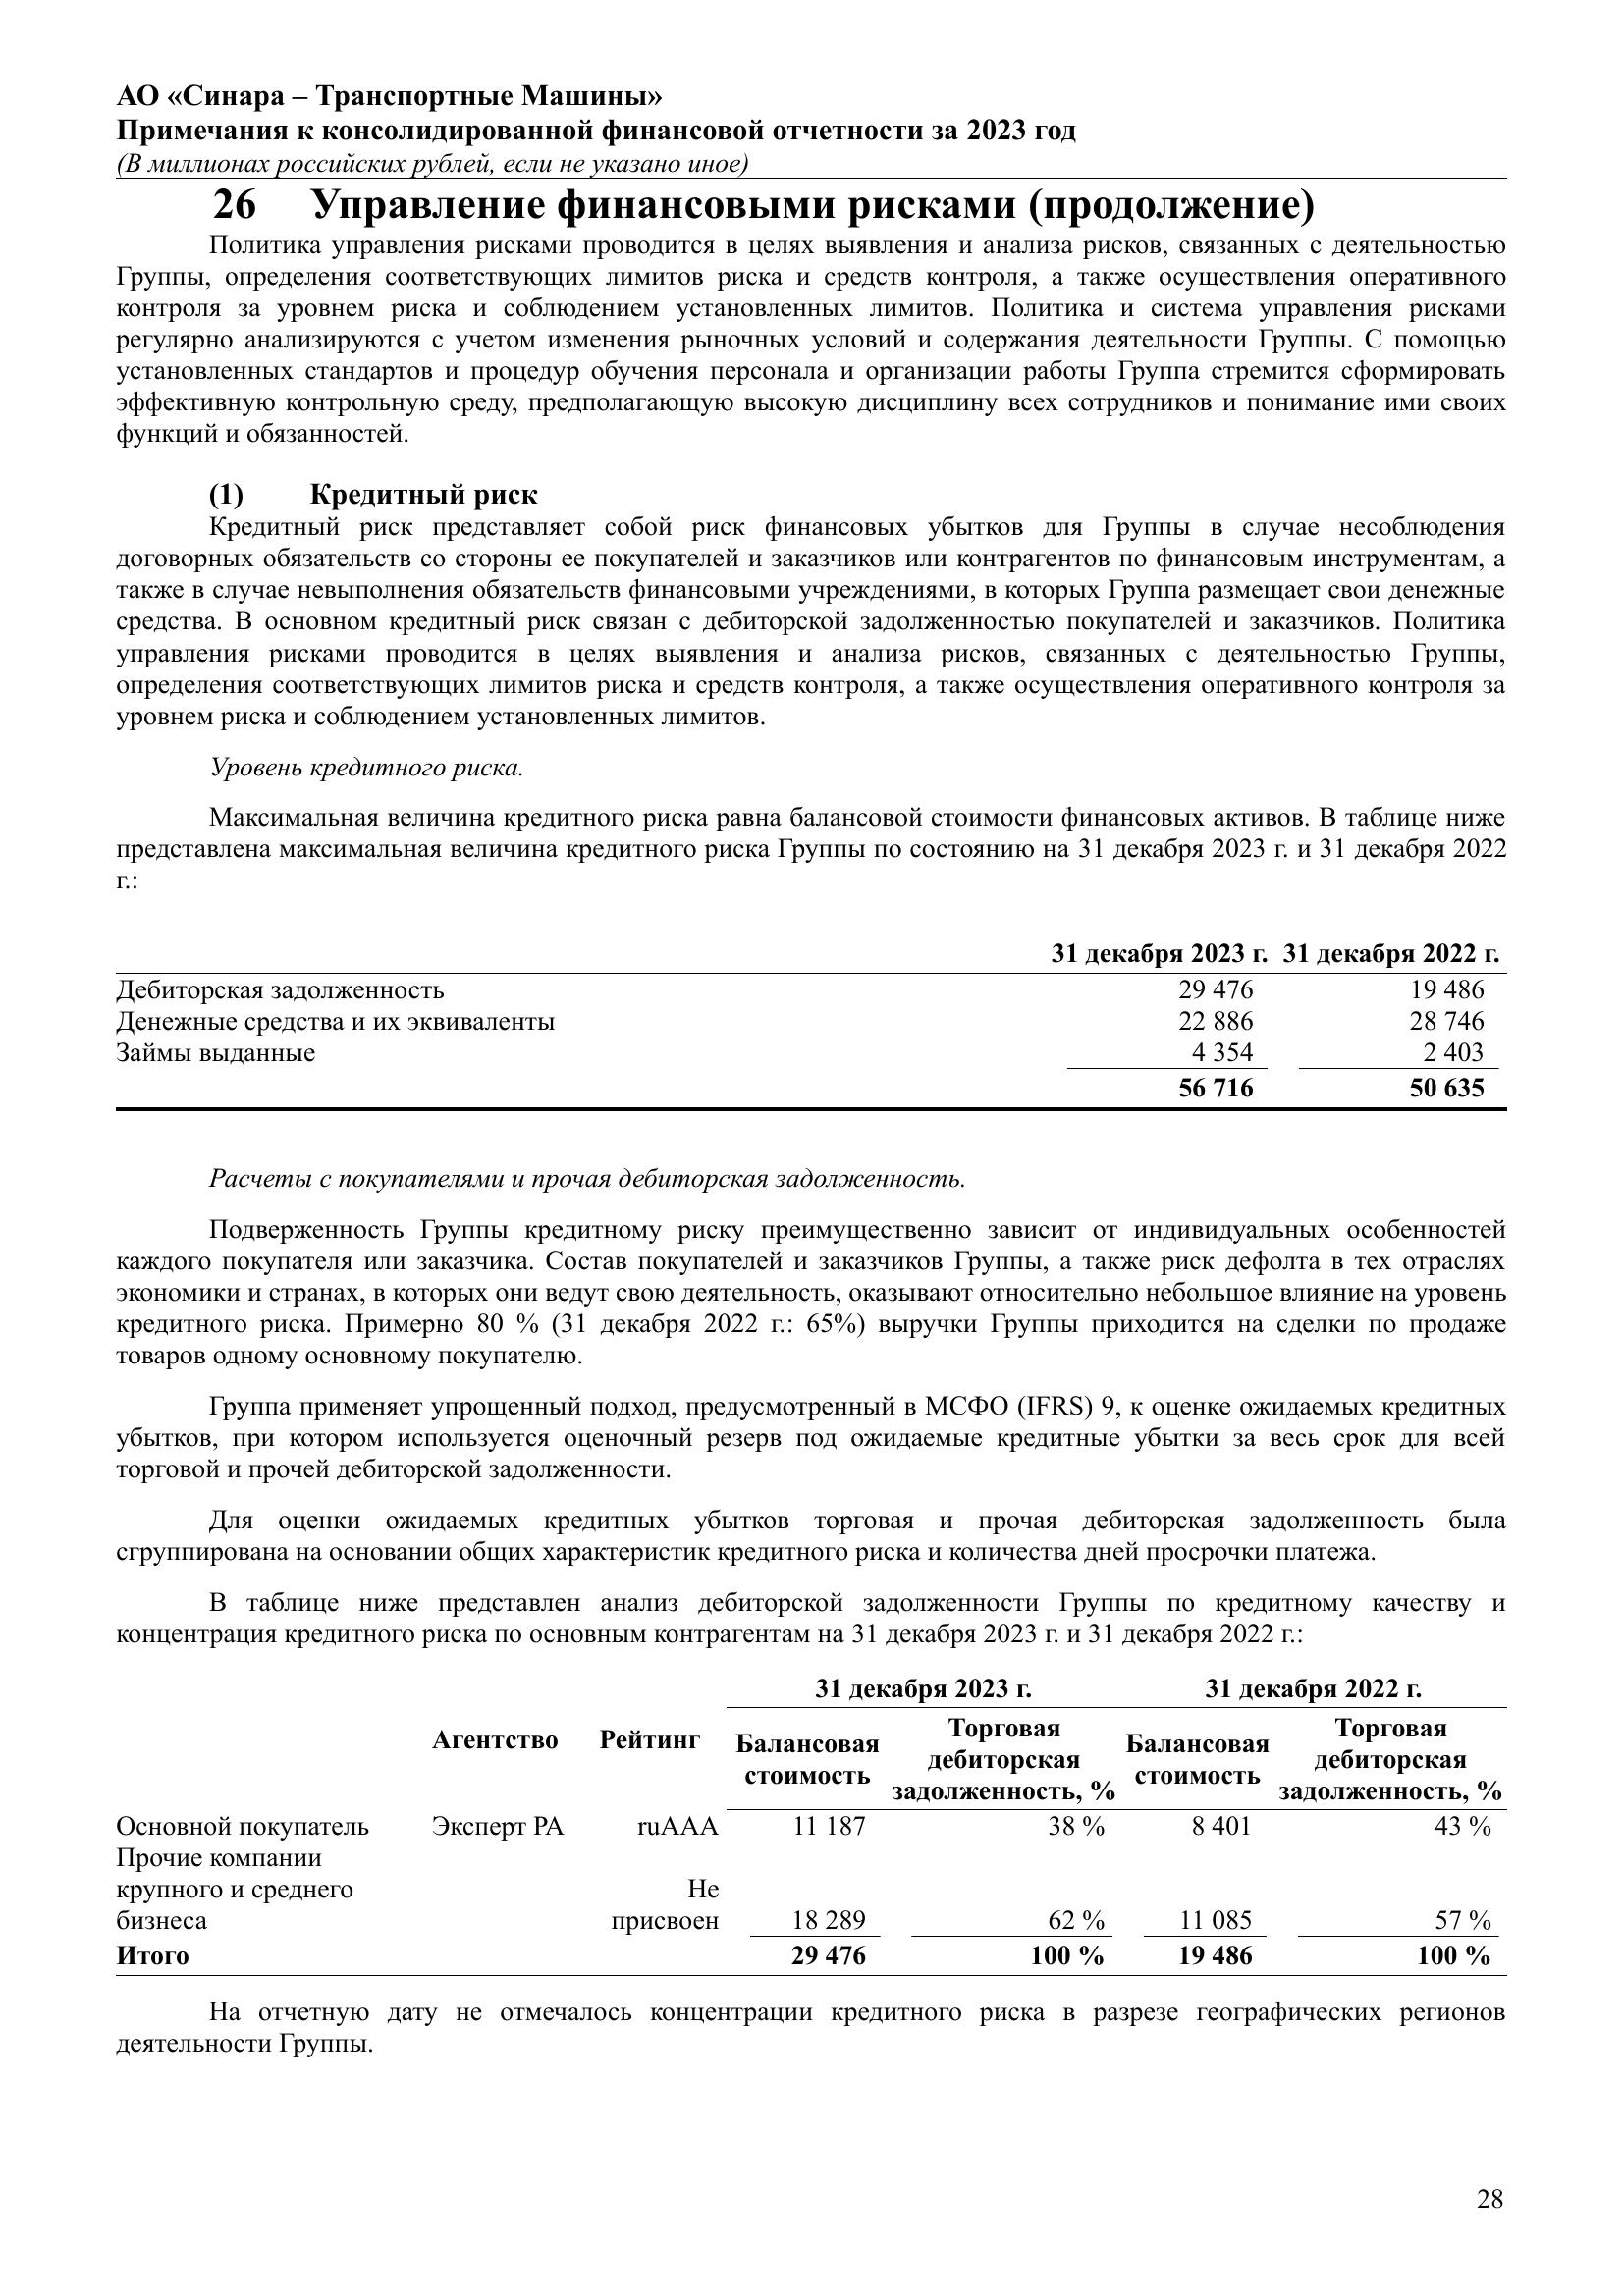 АО «Синара – Транспортные Машины»
Примечания к консолидированной финансовой отчетности за 2023 год
(В миллионах российских рублей, если не указано иное)
26 Управление финансовыми рисками (продолжение)
Политика управления рисками проводится в целях выявления и анализа рисков, связанных с деятельностью
Группы, определения соответствующих лимитов риска и средств контроля, а также осуществления оперативного
контроля за уровнем риска и соблюдением установленных лимитов. Политика и система управления рисками
регулярно анализируются с учетом изменения рыночных условий и содержания деятельности Группы. С помощью
установленных стандартов и процедур обучения персонала и организации работы Группа стремится сформировать
эффективную контрольную среду, предполагающую высокую дисциплину всех сотрудников и понимание ими своих
функций и обязанностей.
(1) Кредитный риск
Кредитный риск представляет собой риск финансовых убытков для Группы в случае несоблюдения
договорных обязательств со стороны ее покупателей и заказчиков или контрагентов по финансовым инструментам, а
также в случае невыполнения обязательств финансовыми учреждениями, в которых Группа размещает свои денежные
средства. В основном кредитный риск связан с дебиторской задолженностью покупателей и заказчиков. Политика
управления рисками проводится в целях выявления и анализа рисков, связанных с деятельностью Группы,
определения соответствующих лимитов риска и средств контроля, а также осуществления оперативного контроля за
уровнем риска и соблюдением установленных лимитов.
Уровень кредитного риска.
Максимальная величина кредитного риска равна балансовой стоимости финансовых активов. В таблице ниже
представлена максимальная величина кредитного риска Группы по состоянию на 31 декабря 2023 г. и 31 декабря 2022
г.:
31 декабря 2023 г. 31 декабря 2022 г.
Дебиторская задолженность 29 476 19 486
Денежные средства и их эквиваленты 22 886 28 746
Займы выданные 4 354 2 403
56 716 50 635
Расчеты с покупателями и прочая дебиторская задолженность.
Подверженность Группы кредитному риску преимущественно зависит от индивидуальных особенностей
каждого покупателя или заказчика. Состав покупателей и заказчиков Группы, а также риск дефолта в тех отраслях
экономики и странах, в которых они ведут свою деятельность, оказывают относительно небольшое влияние на уровень
кредитного риска. Примерно 80 % (31 декабря 2022 г.: 65%) выручки Группы приходится на сделки по продаже
товаров одному основному покупателю.
Группа применяет упрощенный подход, предусмотренный в МСФО (IFRS) 9, к оценке ожидаемых кредитных
убытков, при котором используется оценочный резерв под ожидаемые кредитные убытки за весь срок для всей
торговой и прочей дебиторской задолженности.
Для оценки ожидаемых кредитных убытков торговая и прочая дебиторская задолженность была
сгруппирована на основании общих характеристик кредитного риска и количества дней просрочки платежа.
В таблице ниже представлен анализ дебиторской задолженности Группы по кредитному качеству и
концентрация кредитного риска по основным контрагентам на 31 декабря 2023 г. и 31 декабря 2022 г.:
31 декабря 2023 г. 31 декабря 2022 г.
Агентство Рейтинг Балансовая Торговая Балансовая Торговая
стоимость дебиторская стоимость дебиторская
задолженность, % задолженность, %
Основной покупатель Эксперт РА ruAAA 11 187 38 % 8 401 43 %
Прочие компании
крупного и среднего Не
бизнеса присвоен 18 289 62 % 11 085 57 %
Итого 29 476 100 % 19 486 100 %
На отчетную дату не отмечалось концентрации кредитного риска в разрезе географических регионов
деятельности Группы.
28